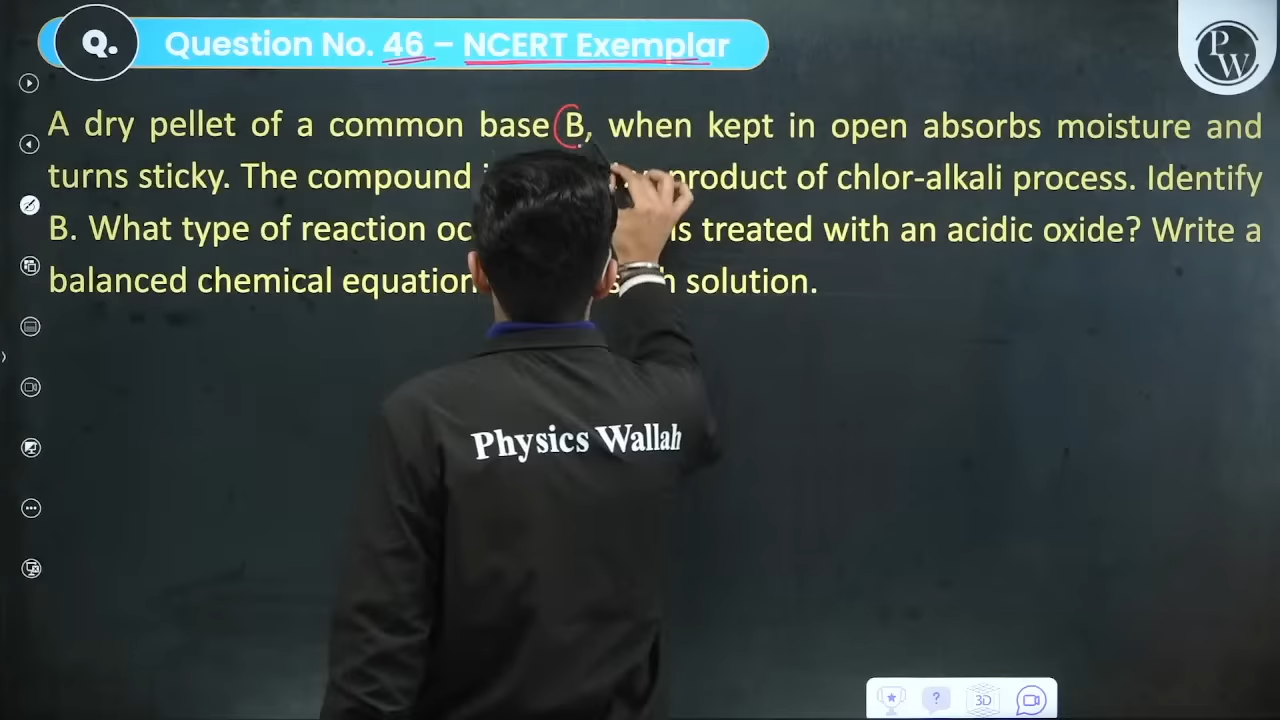 Q.
Question No. 46 – NCERT Exemplar
P
W
A dry pellet of a common base B, when kept in open absorbs moisture and
turns sticky. The compound product of chlor-alkali process. Identify
B. What type of reaction is treated with an acidic oxide? Write a
balanced chemical equation solution.
Physics Wallah
?
3D